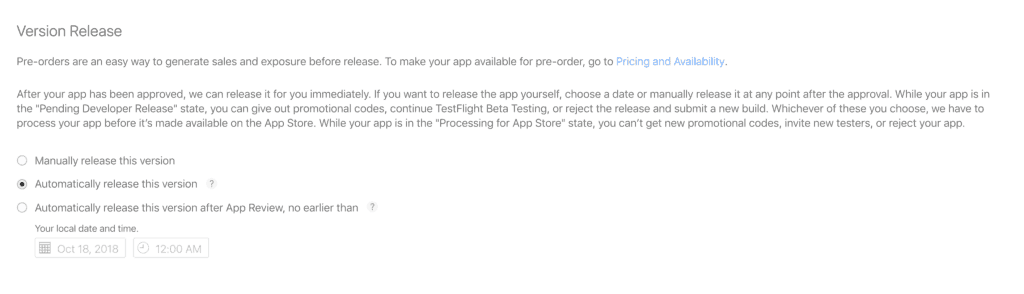 Version Release
Pre-orders are an easy way to generate sales and exposure before release. To make your app available for pre-order, go to Pricing and Availability.
After your app has been approved, we can release it for you immediately. If you want to release the app yourself, choose a date or manually release it at any point after the approval. While your app is in
the "Pending Developer Release" state, you can give out promotional codes, continue TestFlight Beta Testing, or reject the release and submit a new build. Whichever of these you choose, we have to
process your app before it's made available on the App Store. While your app is in the "Processing for App Store" state, you can't get new promotional codes, invite new testers, or reject your app.
Manually release this version
Automatically release this version ?
Automatically release this version after App Review, no earlier than ?
Your local date and time.
Oct 18, 2018 12:00 AM